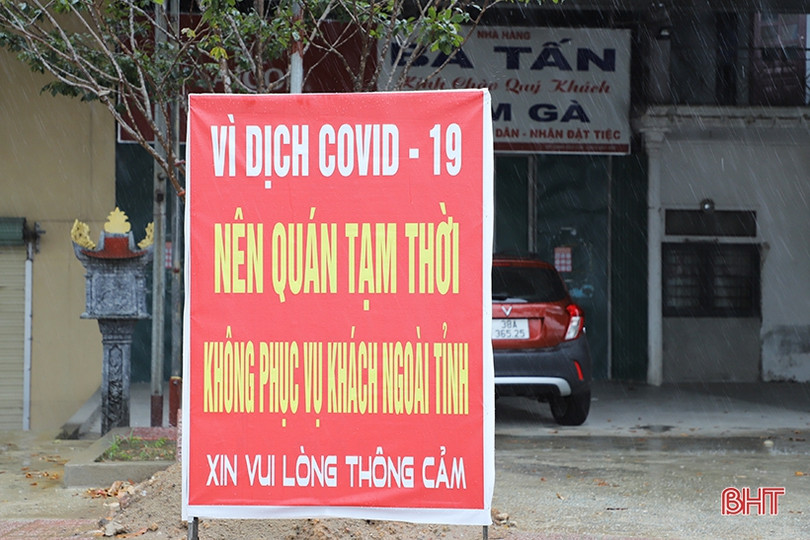 NHÀ HÀNG
BA TẤN
Kính Chào Quý Khách
M GÀ
DÂN - NHẬN ĐẶT TIỆC
VÌ DỊCH COVID - 19
NÊN QUÁN TẠM THỜI
KHÔNG PHỤC VỤ KHÁCH NGOÀI TỈNH
XIN VUI LÒNG THÔNG CẢM
38A
365.25
BHT